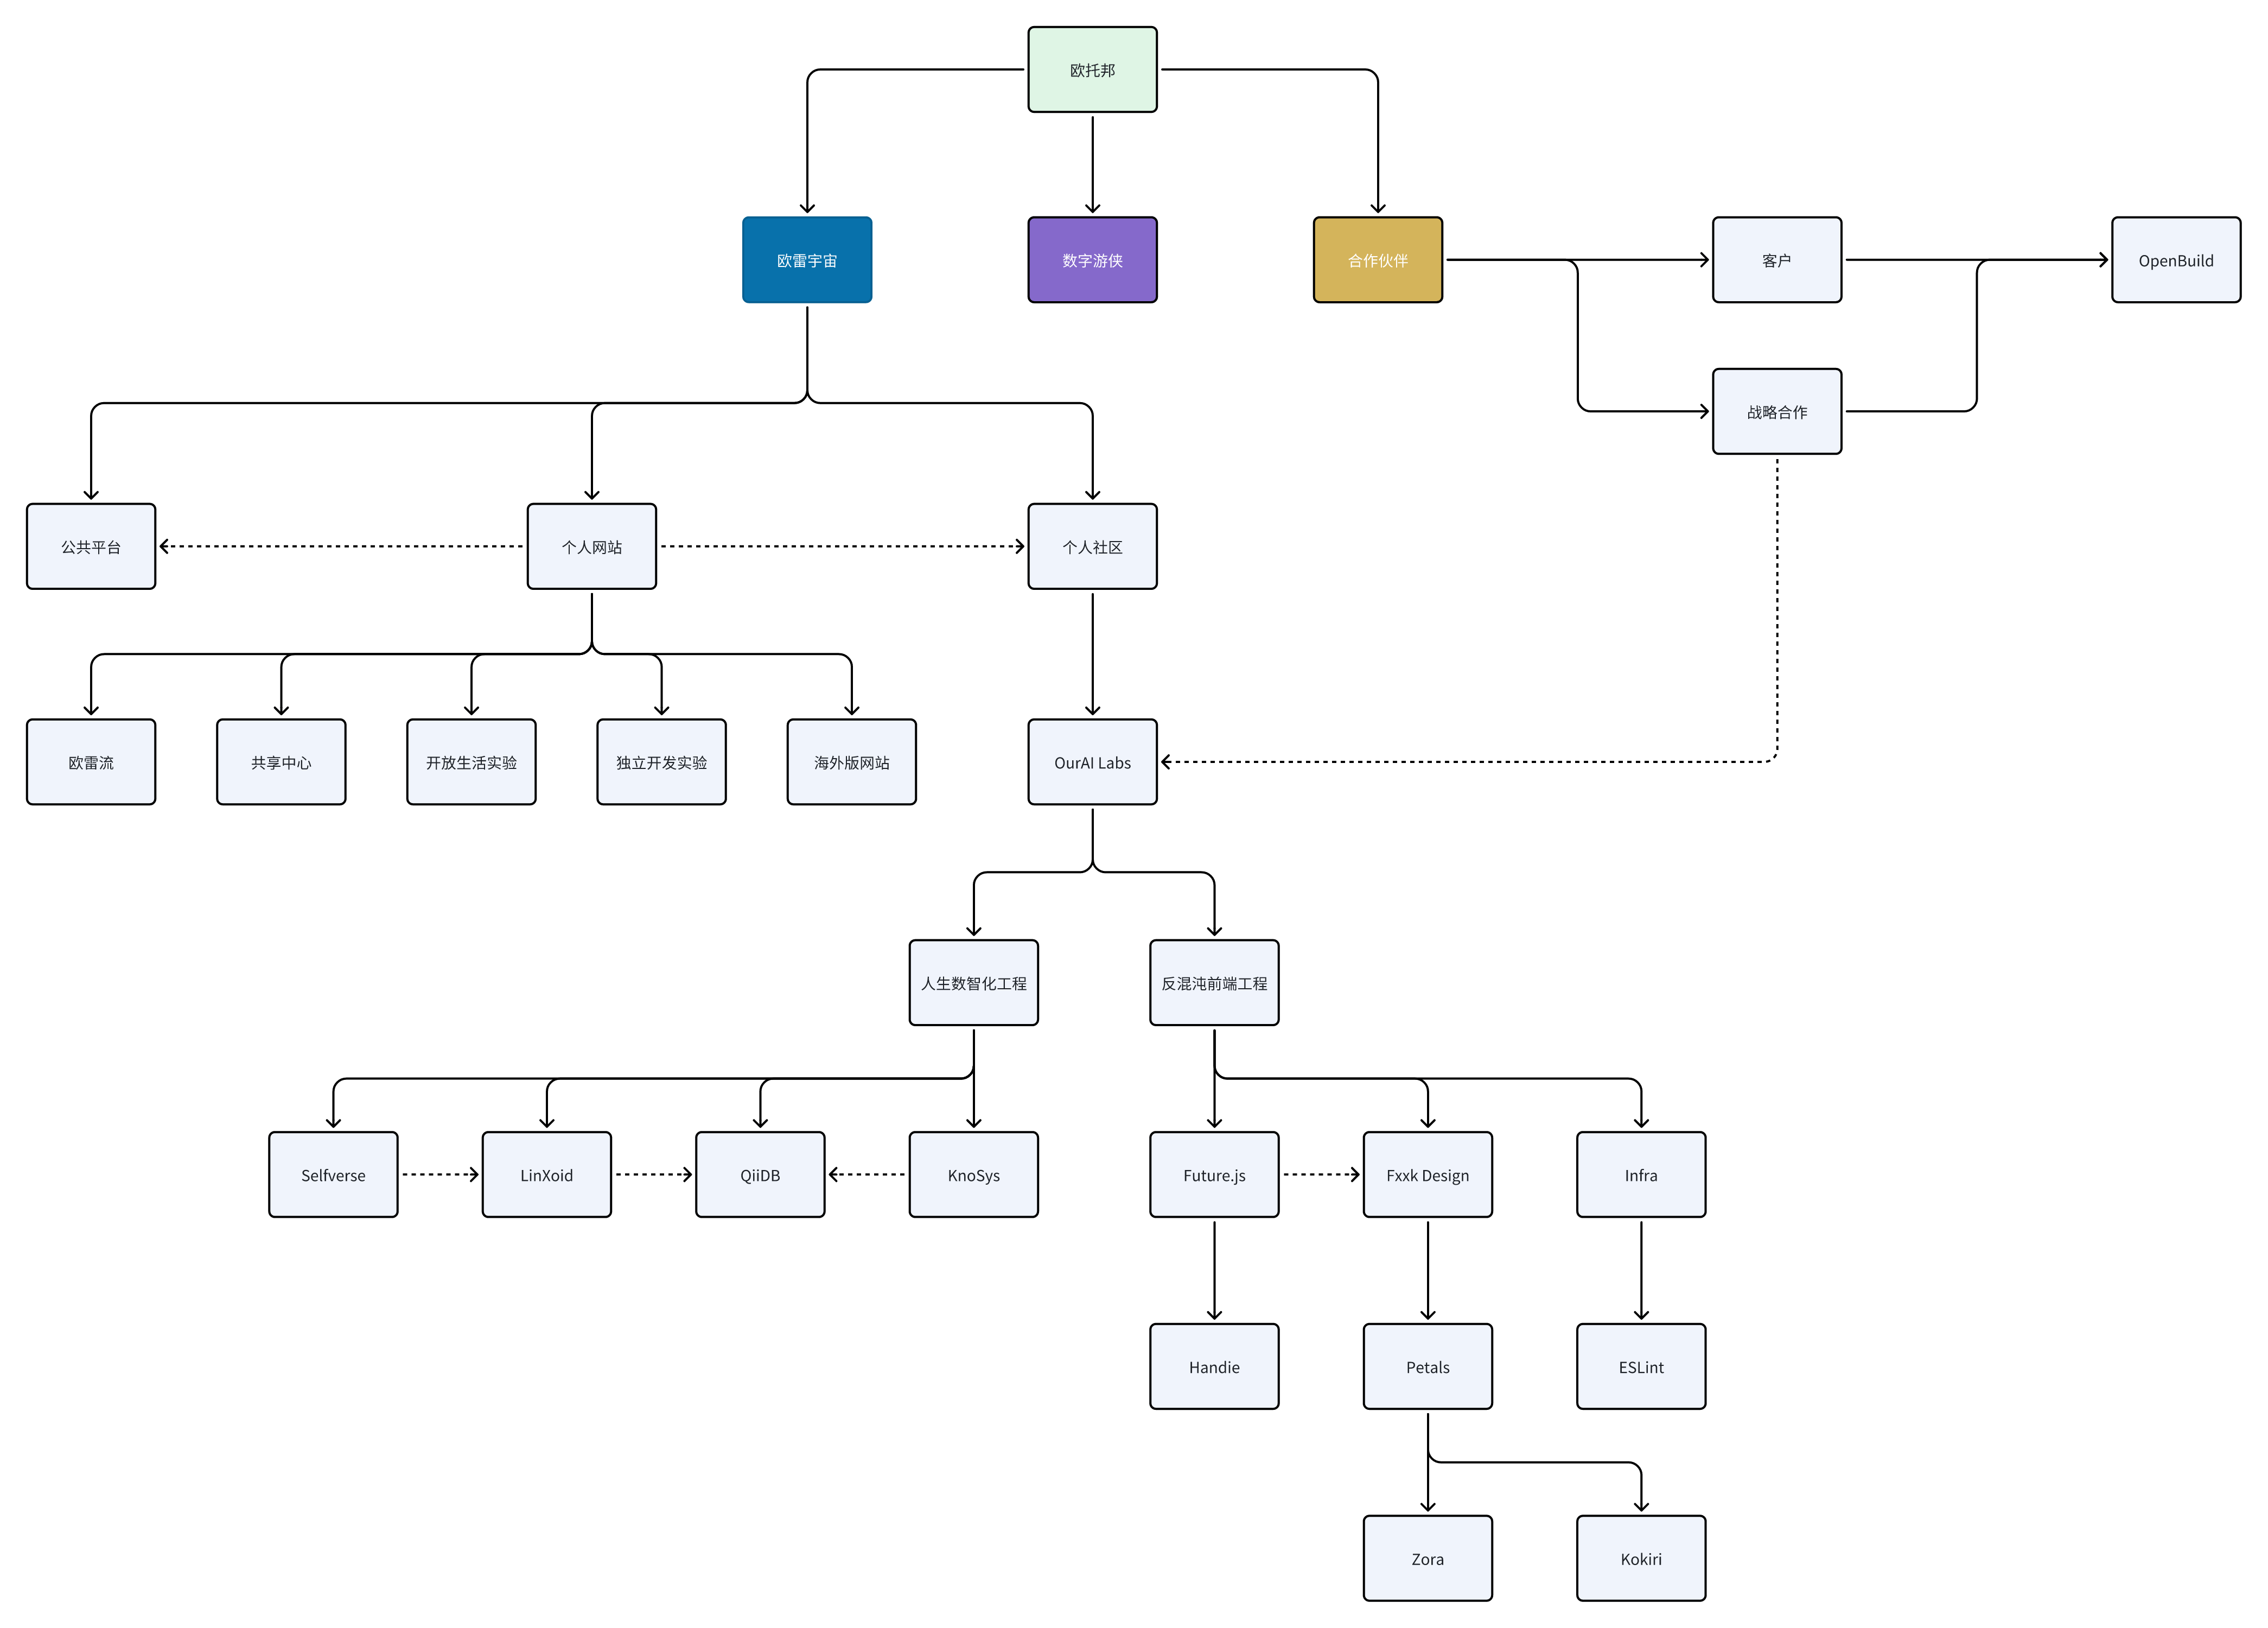 欧托邦
欧雷宇宙
数字游侠
合作伙伴
客户
OpenBuild
战略合作
公共平台
个人网站
个人社区
欧雷流
共享中心
开放生活实验
独立开发实验
海外版网站
OurAI Labs
人生数智化工程
反混沌前端工程
Selfverse
LinXoid
QiiDB
KnoSys
Future.js
Fxxk Design
Infra
Handie
Petals
ESLint
Zora
Kokiri